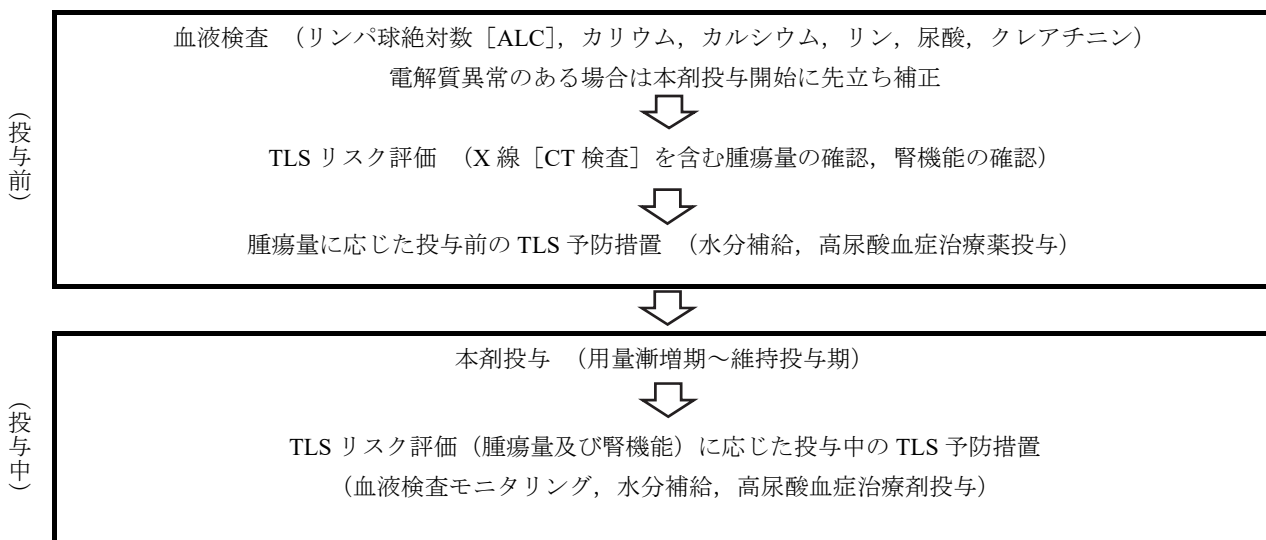 血液検査 （リンパ球絶対数［ALC］，カリウム，カルシウム，リン，尿酸，クレアチニン）
電解質異常のある場合は本剤投与開始に先立ち補正
（投与前）
TLS リスク評価 （X 線［CT 検査］を含む腫瘍量の確認，腎機能の確認）
腫瘍量に応じた投与前の TLS 予防措置 （水分補給，高尿酸血症治療薬投与）
本剤投与 （用量漸増期～維持投与期）
（投与中）
TLS リスク評価（腫瘍量及び腎機能）に応じた投与中の TLS 予防措置
（血液検査モニタリング，水分補給，高尿酸血症治療剤投与）